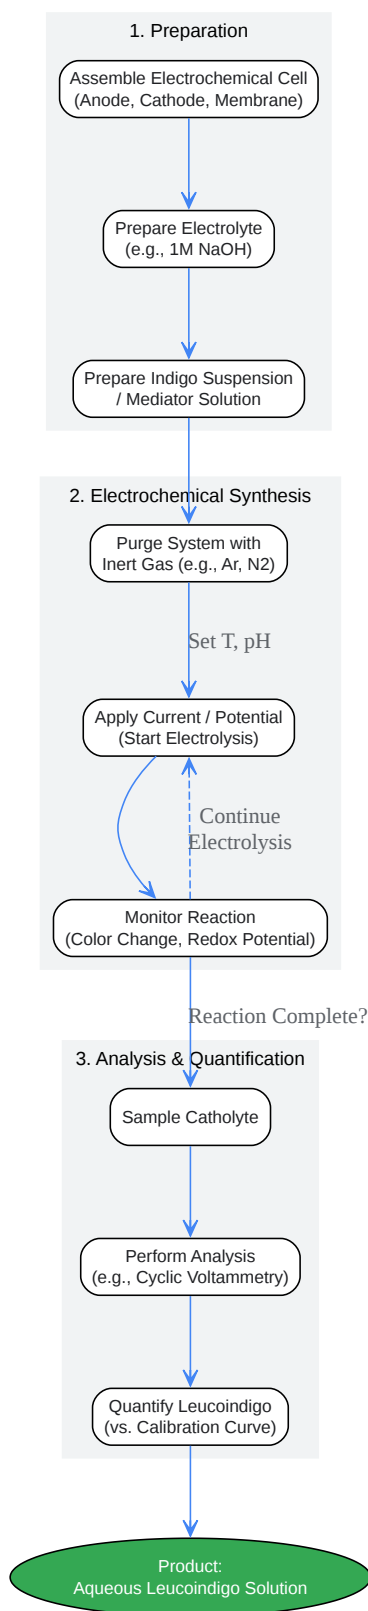 1. Preparation
Assemble Electrochemical Cell
(Anode, Cathode, Membrane)
Prepare Electrolyte
(e.g., 1M NaOH)
Prepare Indigo Suspension
/ Mediator Solution
2. Electrochemical Synthesis
Purge System with
Inert Gas (e.g., Ar, N2)
Set T, pH
Apply Current / Potential
(Start Electrolysis)
Continue
Electrolysis
Monitor Reaction
(Color Change, Redox Potential)
Reaction Complete?
3. Analysis & Quantification
Sample Catholyte
Perform Analysis
(e.g., Cyclic Voltammetry)
Quantify Leucoindigo
(vs. Calibration Curve)
Product:
Aqueous Leucoindigo Solution